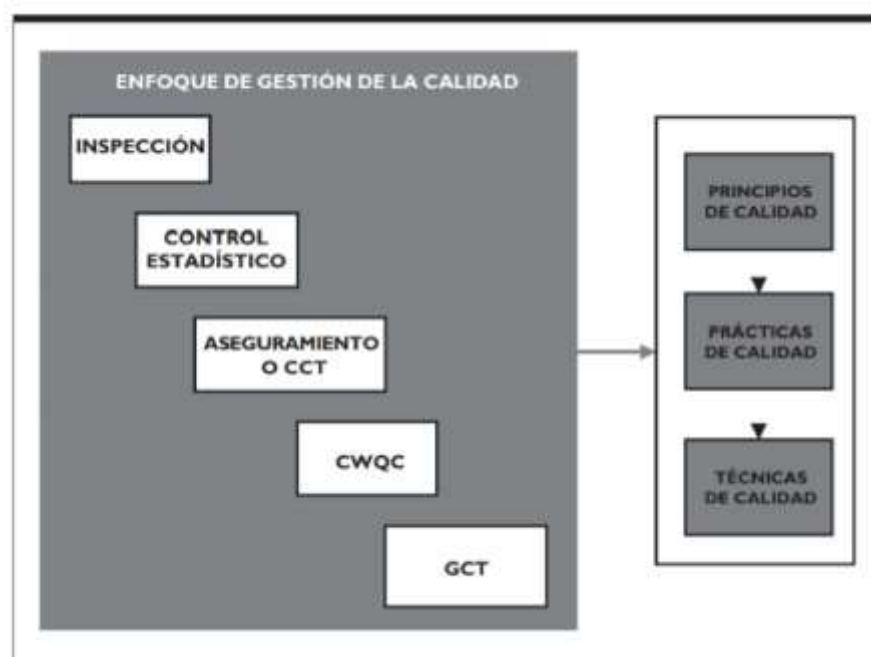 ENFOQUE DE GESTIÓN DE LA CALIDAD
INSPECCIÓN
CONTROL
ESTADÍSTICO
ASEGURAMIENTO
O CCT
CWQC
GCT
PRINCIPIOS
DE CALIDAD
PRÁCTICAS
DE CALIDAD
TÉCNICAS
DE CALIDAD